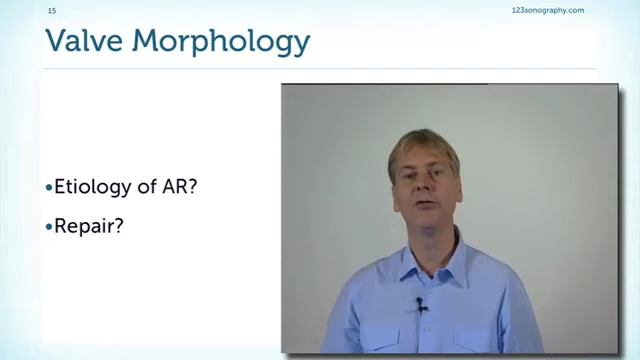 15
123sonography.com
Valve Morphology
•Etiology of AR?
•Repair?